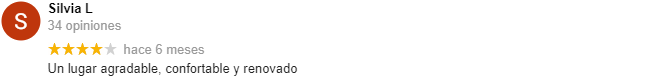 S
Silvia L
34 opiniones
hace 6 meses
Un lugar agradable, confortable y renovado